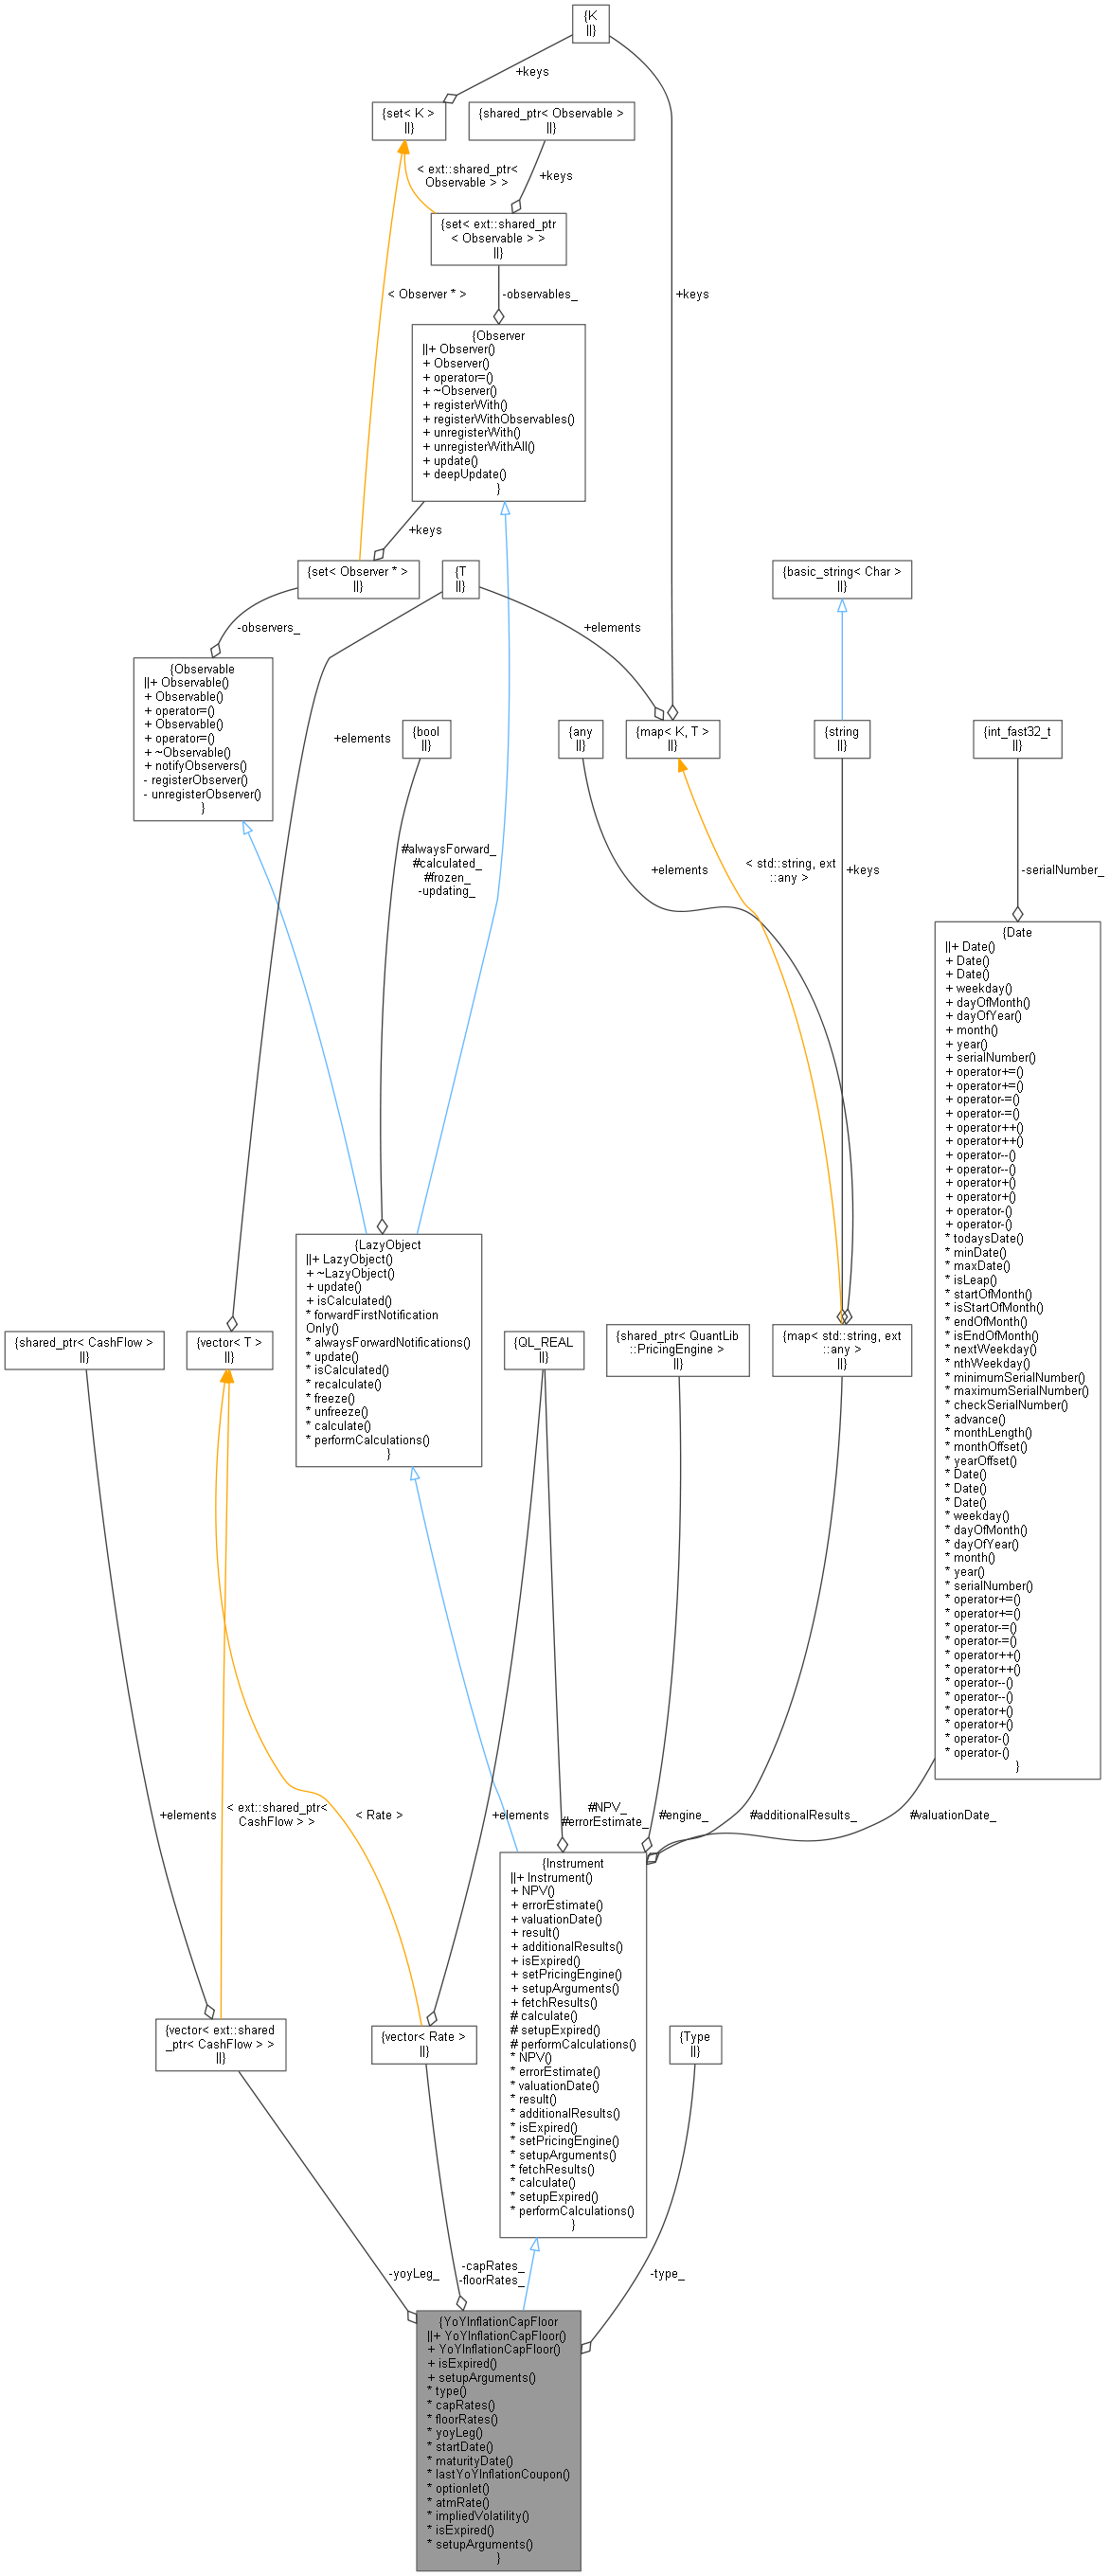 {K
||}
+keys
{set< K >
||}
{shared_ptr< Observable >
||}
< ext::shared_ptr<
Observable > >
+keys
{set< ext::shared_ptr
< Observable > >
||}
< Observer * >
-observables_
+keys
{Observer
||+ Observer()
+ Observer()
+ operator=()
+ ~Observer()
+ registerWith()
+ registerWithObservables()
+ unregisterWith()
+ unregisterWithAll()
+ update()
+ deepUpdate()
}
+keys
{set< Observer * >
||}
{T
||}
{basic_string< Char >
||}
-observers_
+elements
{Observable
||+ Observable()
+ Observable()
+ operator=()
+ Observable()
+ operator=()
+ ~Observable()
+ notifyObservers()
- registerObserver()
- unregisterObserver()
}
+elements
{bool
||}
{any
||}
{map< K, T >
||}
{string
||}
{int_fast32_t
||}
#alwaysForward_
#calculated_
#frozen_
-updating_
+elements
< std::string, ext
::any >
+keys
-serialNumber_
{Date
||+ Date()
+ Date()
+ Date()
+ weekday()
+ dayOfMonth()
+ dayOfYear()
+ month()
+ year()
+ serialNumber()
+ operator+=()
+ operator+=()
+ operator-=()
+ operator-=()
+ operator++()
+ operator++()
+ operator--()
+ operator--()
+ operator+()
+ operator+()
+ operator-()
+ operator-()
* todaysDate()
* minDate()
* maxDate()
* isLeap()
* startOfMonth()
* isStartOfMonth()
* endOfMonth()
* isEndOfMonth()
* nextWeekday()
* nthWeekday()
* minimumSerialNumber()
* maximumSerialNumber()
* checkSerialNumber()
* advance()
* monthLength()
* monthOffset()
* yearOffset()
* Date()
* Date()
* Date()
* weekday()
* dayOfMonth()
* dayOfYear()
* month()
* year()
* serialNumber()
* operator+=()
* operator+=()
* operator-=()
* operator-=()
* operator++()
* operator++()
* operator--()
* operator--()
* operator+()
* operator+()
* operator-()
* operator-()
}
{LazyObject
||+ LazyObject()
+ ~LazyObject()
+ update()
+ isCalculated()
* forwardFirstNotification
Only()
* alwaysForwardNotifications()
* update()
* isCalculated()
* recalculate()
* freeze()
* unfreeze()
* calculate()
* performCalculations()
}
{shared_ptr< CashFlow >
||}
{vector< T >
||}
{QL_REAL
||}
{shared_ptr< QuantLib
::PricingEngine >
||}
{map< std::string, ext
::any >
||}
+elements
< ext::shared_ptr<
CashFlow > >
< Rate >
+elements
#NPV_
#errorEstimate_
#engine_
#additionalResults_
#valuationDate_
{Instrument
||+ Instrument()
+ NPV()
+ errorEstimate()
+ valuationDate()
+ result()
+ additionalResults()
+ isExpired()
+ setPricingEngine()
+ setupArguments()
+ fetchResults()
# calculate()
# setupExpired()
# performCalculations()
* NPV()
* errorEstimate()
* valuationDate()
* result()
* additionalResults()
* isExpired()
* setPricingEngine()
* setupArguments()
* fetchResults()
* calculate()
* setupExpired()
* performCalculations()
}
{vector< ext::shared
_ptr< CashFlow > >
||}
{vector< Rate >
||}
{Type
||}
-yoyLeg_
-capRates_
-floorRates_
-type_
{YoYInflationCapFloor
||+ YoYInflationCapFloor()
+ YoYInflationCapFloor()
+ isExpired()
+ setupArguments()
* type()
* capRates()
* floorRates()
* yoyLeg()
* startDate()
* maturityDate()
* lastYoYInflationCoupon()
* optionlet()
* atmRate()
* impliedVolatility()
* isExpired()
* setupArguments()
}